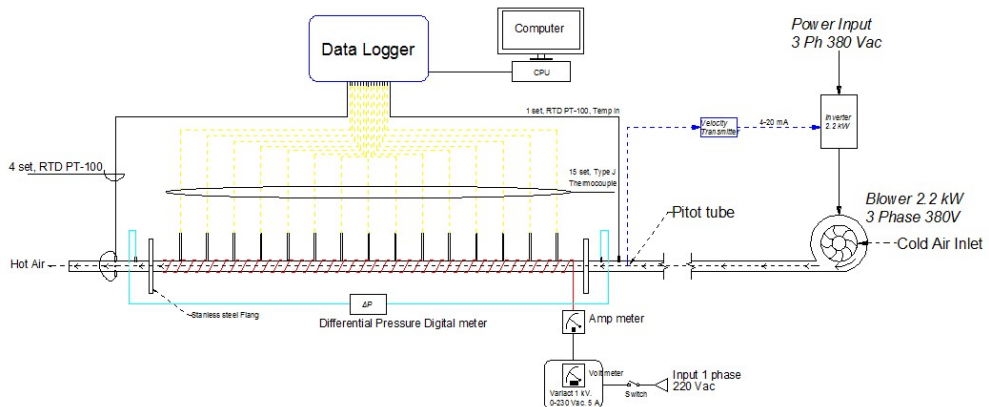 Data Logger
Computer
CPU
Power Input
3 Ph 380 Vac
1 set, RTD PT-100, Temp In
Velocity
Transmitter
4-20 mA
Inverter
2.2 kW
4 set, RTD PT-100
15 set, Type J
Thermocouple
Blower 2.2 kW
3 Phase 380V
Pitot tube
Cold Air Inlet
Hot Air
ΔP
Stanless steel Flang
Differential Pressure Digital meter
Amp meter
Volt meter
Input 1 phase
220 Vac
Switch
Variact 1 kV.
0-230 Vac. 5 A